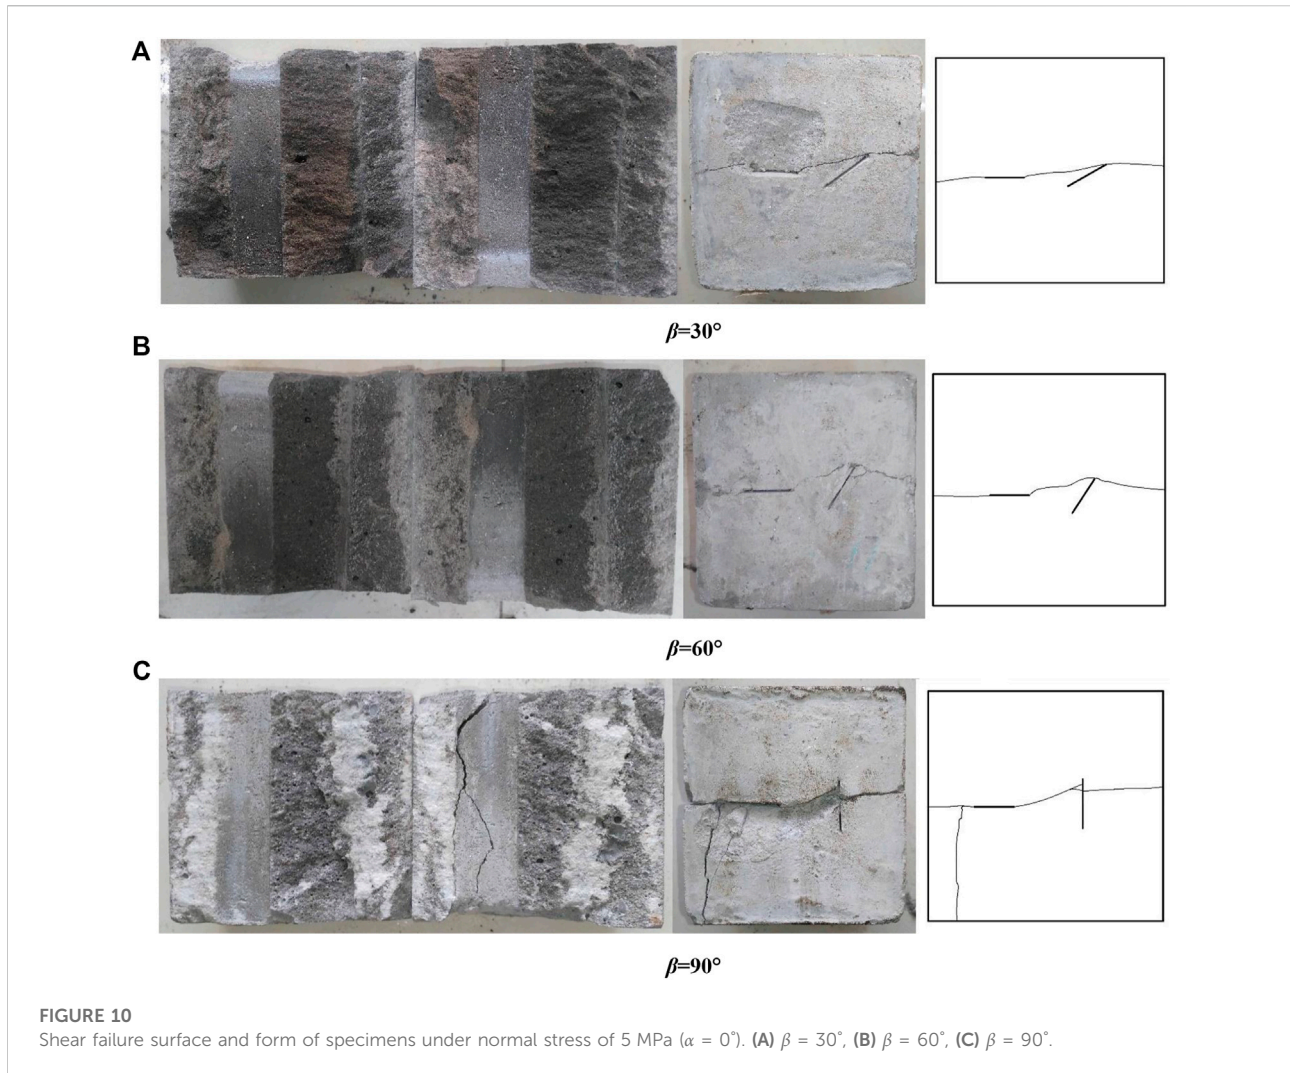 A
β=30°
B
β=60°
C
β=90°
FIGURE 10
Shear failure surface and form of specimens under normal stress of 5 MPa (α = 0°). (A) β = 30°, (B) β = 60°, (C) β = 90°.